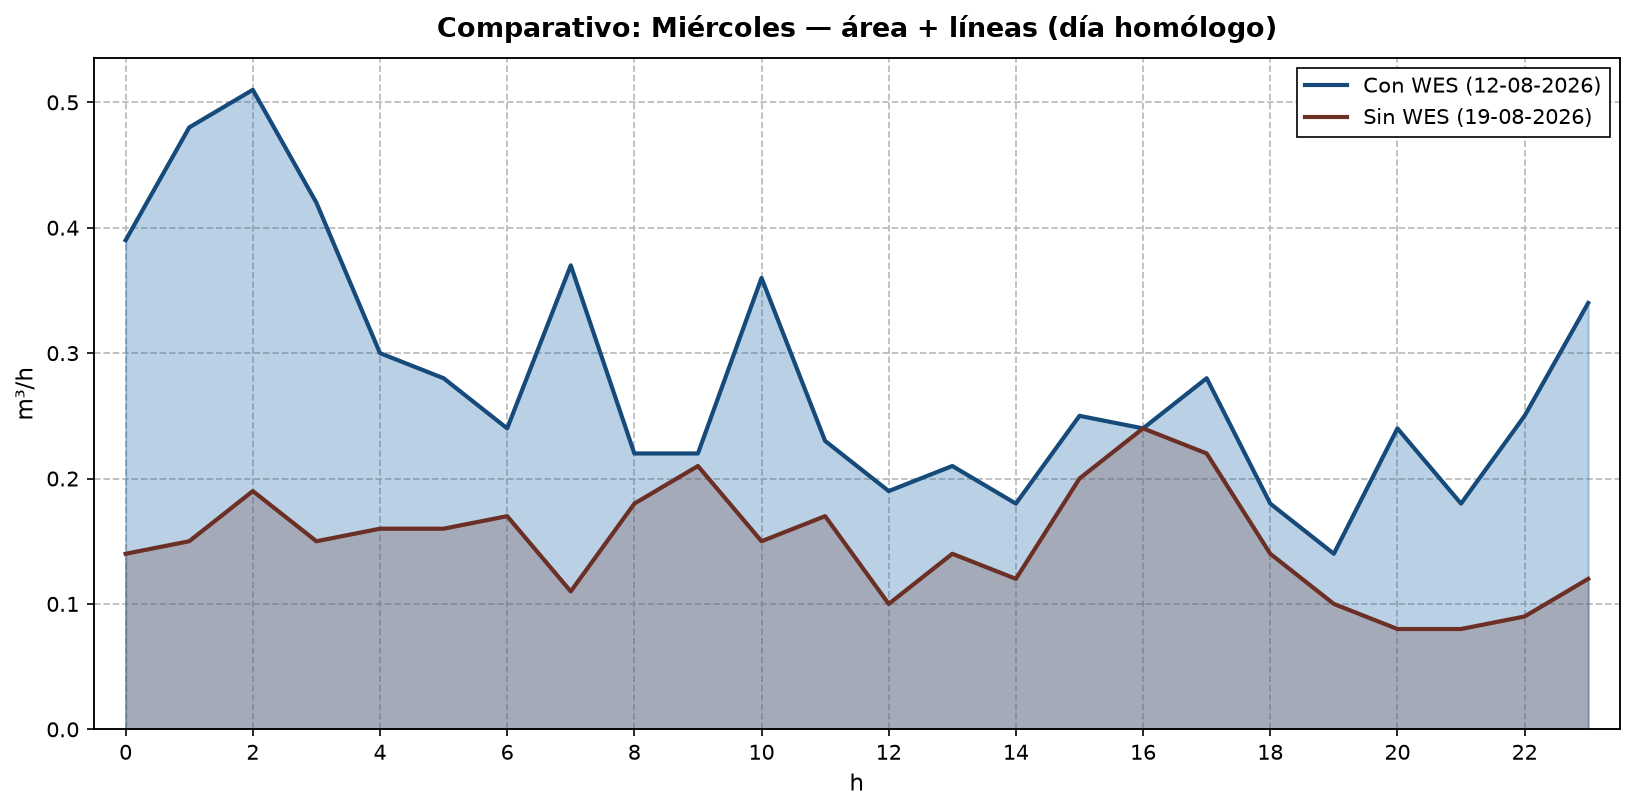 Comparativo: Miércoles — área + líneas (día homólogo)
Con WES (12-08-2026)
Sin WES (19-08-2026)
0.5
0.4
0.3
0.2
0.1
0.0
m³/h
0 2 4 6 8 10 12 14 16 18 20 22
h